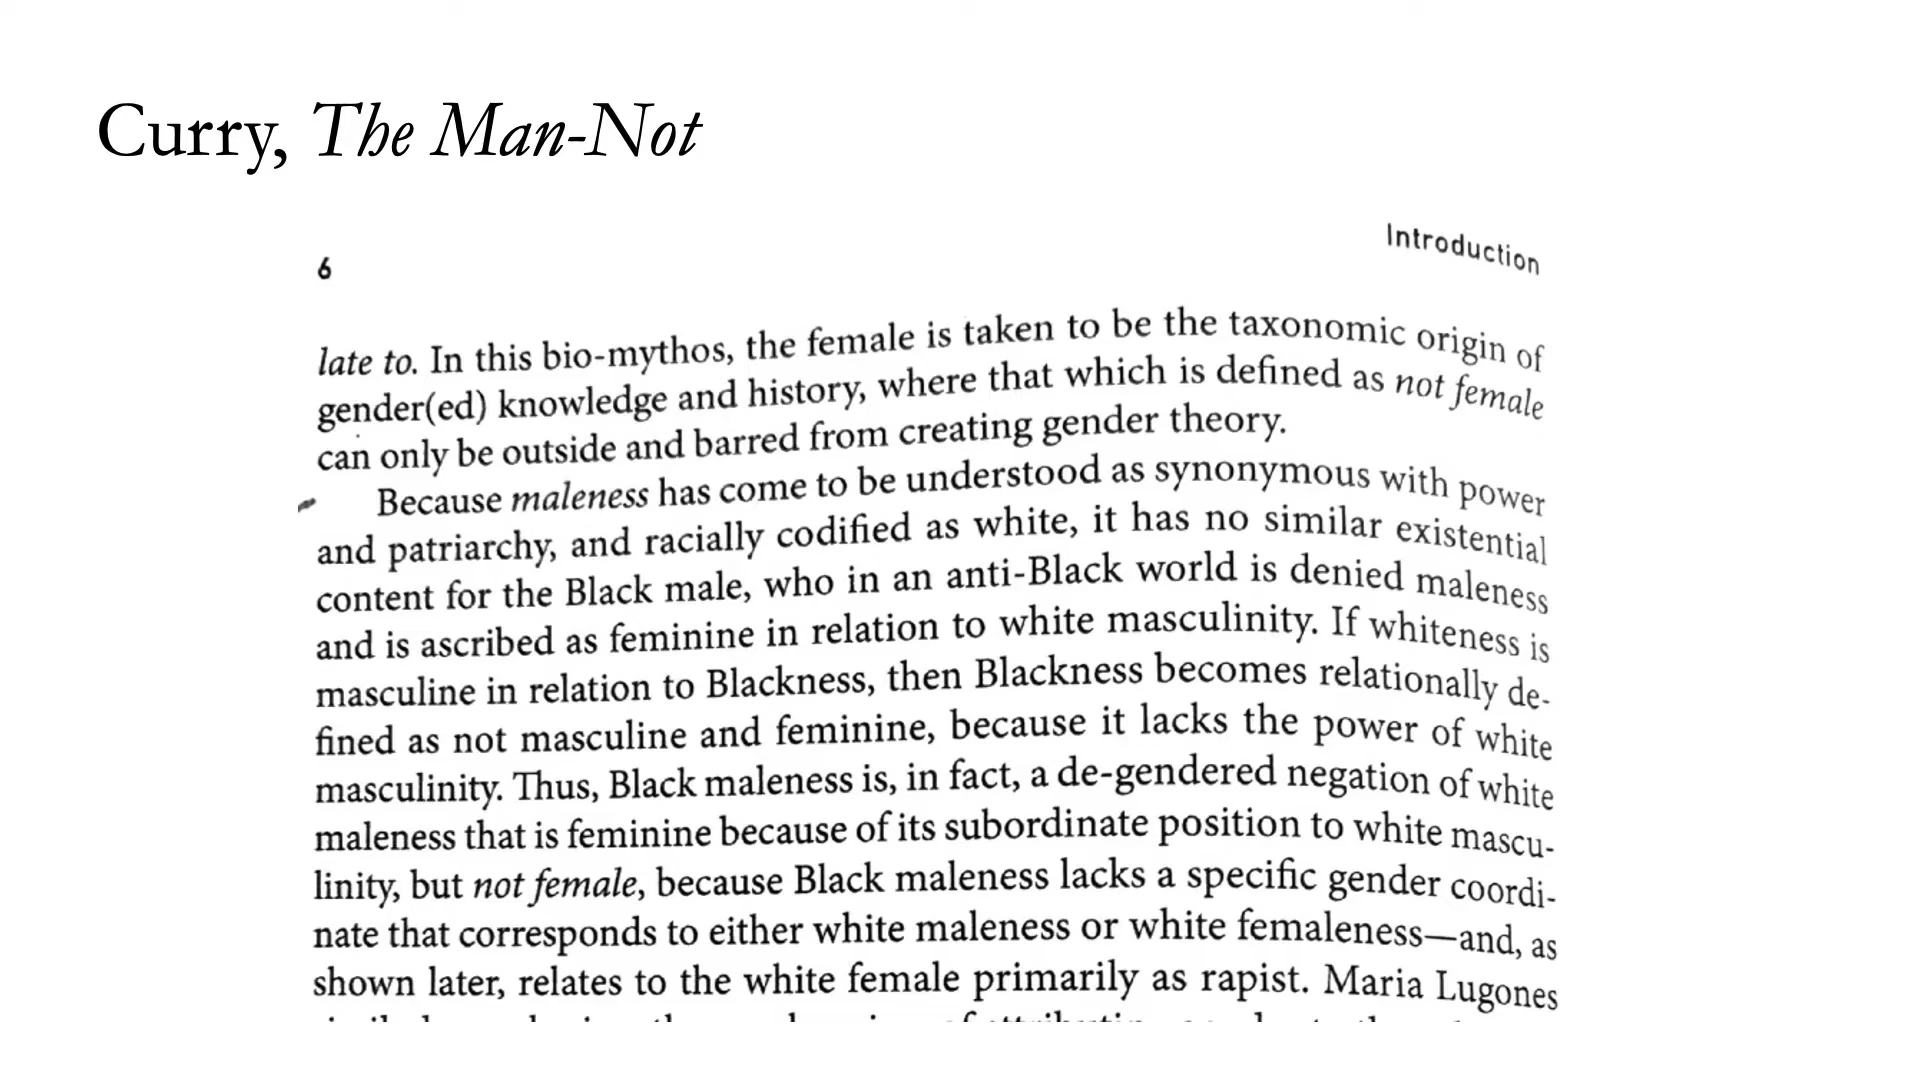 Curry, The Man-Not
6
Introduction
late to. In this bio-mythos, the female is taken to be the taxonomic origin of
gender(ed) knowledge and history, where that which is defined as not female
can only be outside and barred from creating gender theory.
Because maleness has come to be understood as synonymous with power
and patriarchy, and racially codified as white, it has no similar existential
content for the Black male, who in an anti-Black world is denied maleness
and is ascribed as feminine in relation to white masculinity. If whiteness is
masculine in relation to Blackness, then Blackness becomes relationally de-
fined as not masculine and feminine, because it lacks the power of white
masculinity. Thus, Black maleness is, in fact, a de-gendered negation of white
maleness that is feminine because of its subordinate position to white mascu-
linity, but not female, because Black maleness lacks a specific gender coordi-
nate that corresponds to either white maleness or white femaleness—and, as
shown later, relates to the white female primarily as rapist. Maria Lugones